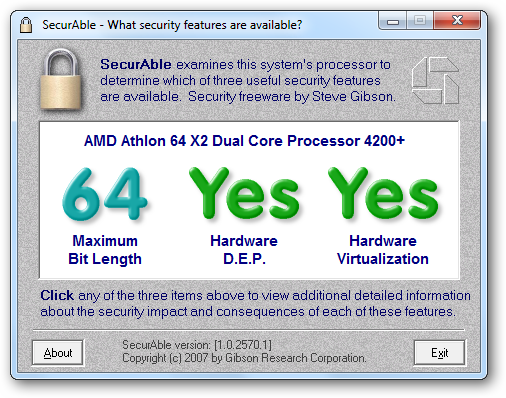 SecurAble - What security features are available?
SecurAble examines this system's processor to
determine which of three useful security features
are available. Security freeware by Steve Gibson.
AMD Athlon 64 X2 Dual Core Processor 4200+
64 Yes Yes
Maximum Hardware Hardware
Bit Length D.E.P. Virtualization
Click any of the three items above to view additional detailed information
about the security impact and consequences of each of these features.
SecurAble version: [1.0.2570.1]
About Exit
Copyright (c) 2007 by Gibson Research Corporation.